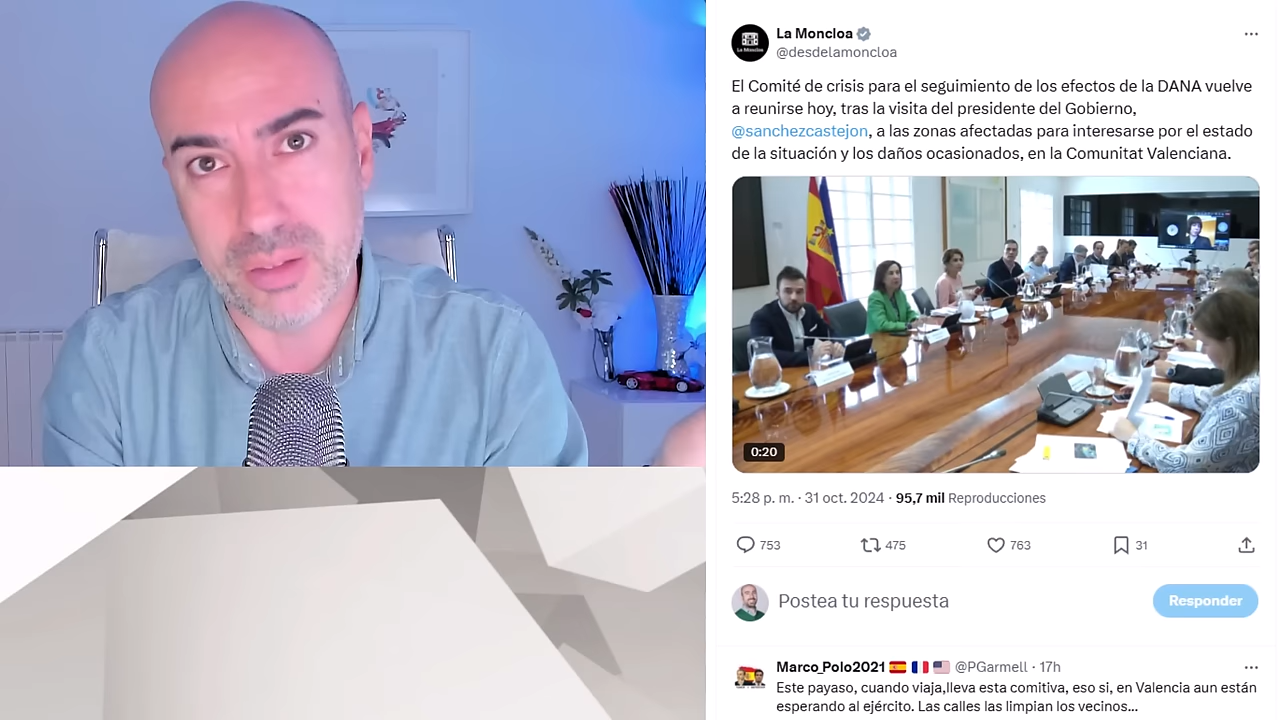 La Moncloa
@desdelamoncloa
El Comité de crisis para el seguimiento de los efectos de la DANA vuelve
a reunirse hoy, tras la visita del presidente del Gobierno,
@sanchezcastejon, a las zonas afectadas para interesarse por el estado
de la situación y los daños ocasionados, en la Comunitat Valenciana.
0:20
5:28 p. m. · 31 oct. 2024 · 95,7 mil Reproducciones
753 475 763 31
Postea tu respuesta
Responder
Marco_Polo2021 🇪🇸 🇫🇷 🇺🇸 @PGarmell · 17h
Este payaso, cuando viaja,lleva esta comitiva, eso si, en Valencia aun están
esperando al ejército. Las calles las limpian los vecinos...